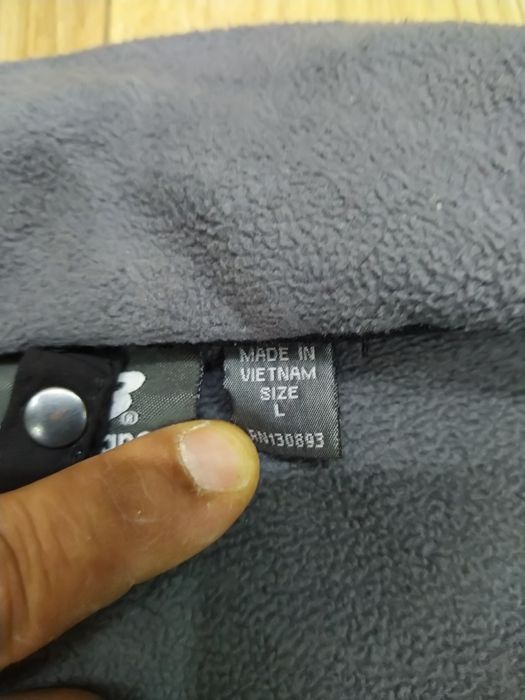 MADE IN
VIETNAM
SIZE
L
RN130893
®